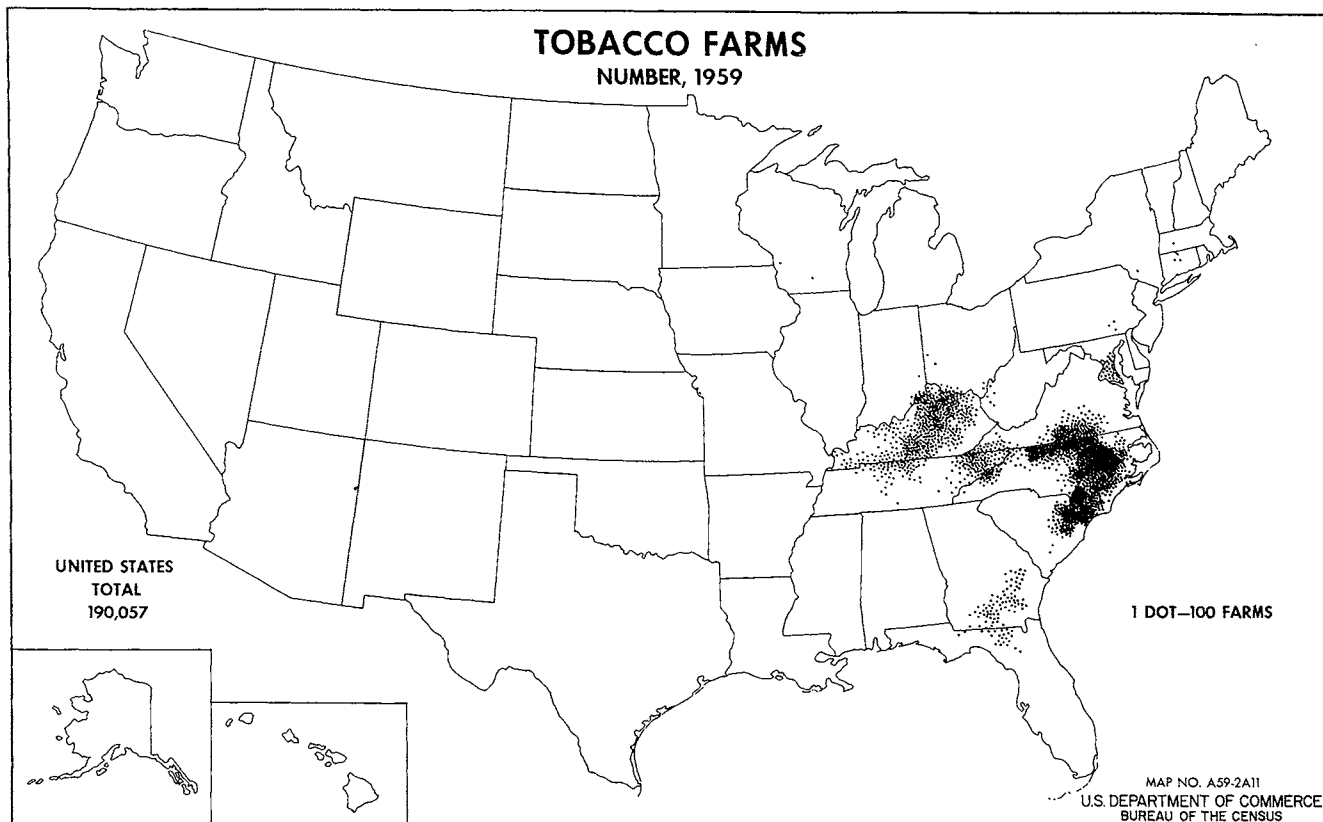 TOBACCO FARMS
NUMBER, 1959
UNITED STATES
TOTAL
190,057
1 DOT—100 FARMS
MAP NO. A59-2A11
U.S. DEPARTMENT OF COMMERCE
BUREAU OF THE CENSUS